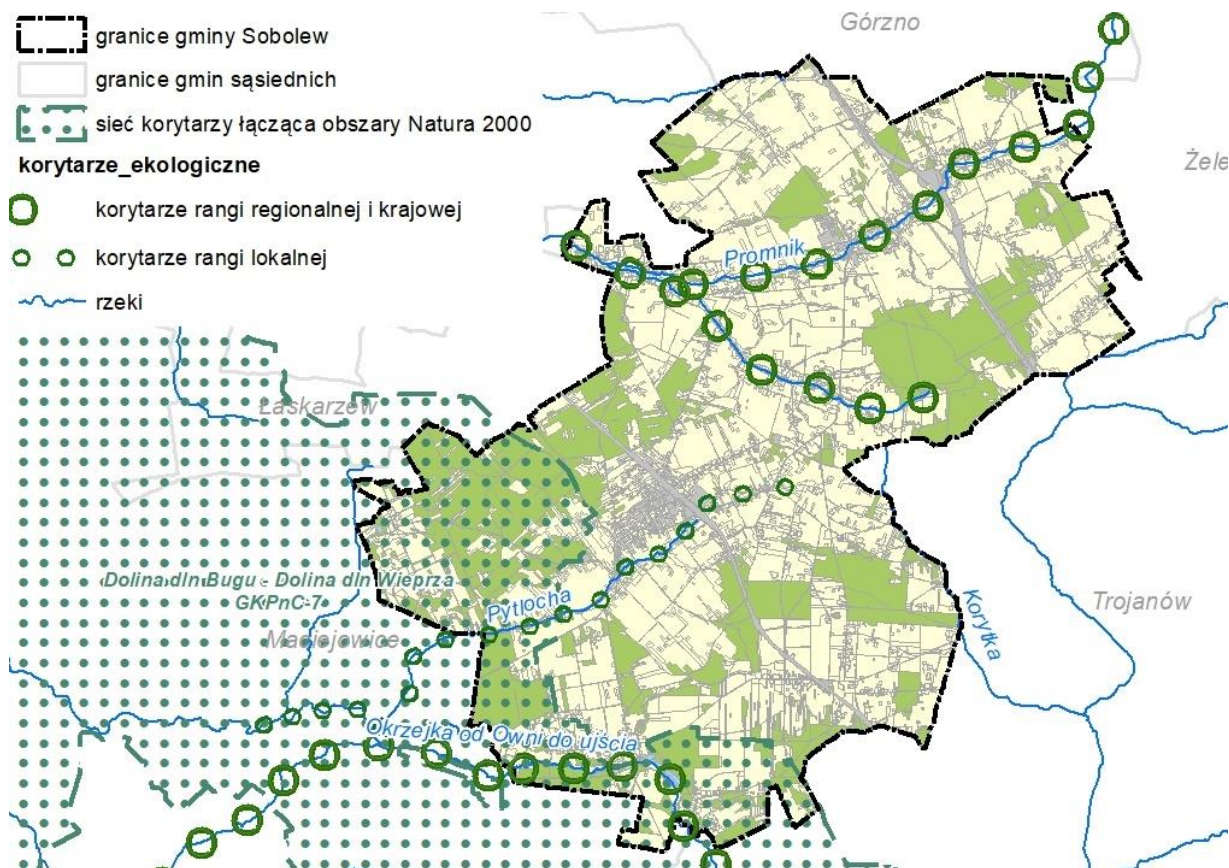 granice gminy Sobolew
granice gmin sąsiednich
sieć korytarzy łącząca obszary Natura 2000
korytarze_ekologiczne
korytarze rangi regionalnej i krajowej
korytarze rangi lokalnej
rzeki
Górzno
Żele
Promnik
Łaskarzew
Dolina dln Bugu - Dolina dln Wieprza
GKPnC-7
Maciejowice
Pytlocha
Korytka
Trojanów
Okrzejka od Owni do ujścia